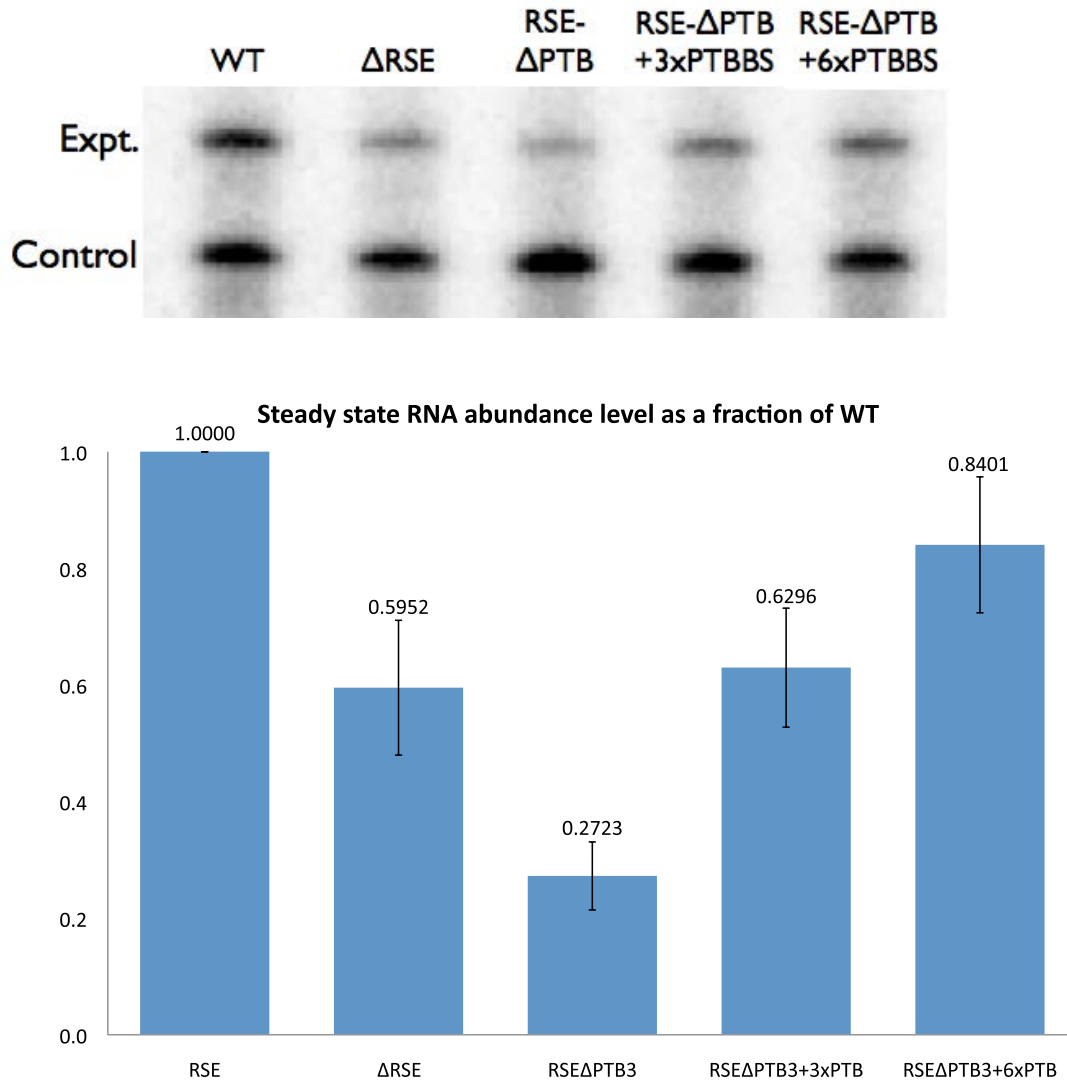 WT
ΔRSE
RSE-
ΔPTB
RSE-ΔPTB
+3xPTBBS
RSE-ΔPTB
+6xPTBBS
Expt.
Control
Steady state RNA abundance level as a fraction of WT
1.0000
0.5952
0.2723
0.6296
0.8401
1.0
0.8
0.6
0.4
0.2
0.0
RSE
ΔRSE
RSEΔPTB3
RSEΔPTB3+3xPTB
RSEΔPTB3+6xPTB